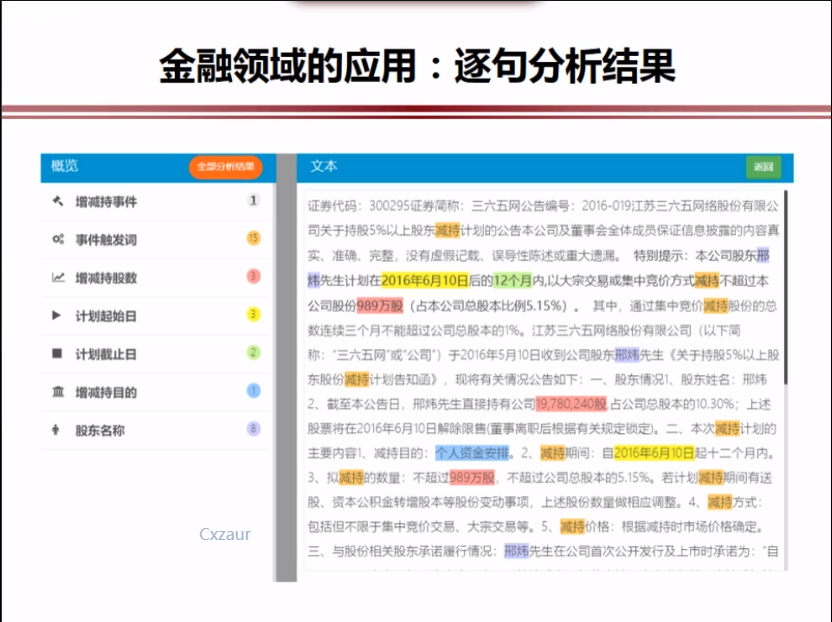 金融领域的应用：逐句分析结果
概览
全部分析结果
增减持事件 1
事件触发词 15
增减持股数 3
计划起始日 3
计划截止日 2
增减持目的 1
股东名称 8
Cxzaur
文本
返回
证券代码：300295证券简称：三六五网公告编号：2016-019江苏三六五网络股份有限公
司关于持股5%以上股东减持计划的公告本公司及董事会全体成员保证信息披露的内容真
实、准确、完整，没有虚假记载、误导性陈述或重大遗漏。 特别提示：本公司股东邢
炜先生计划在2016年6月10日后的12个月内,以大宗交易或集中竞价方式减持不超过本
公司股份989万股（占本公司总股本比例5.15%）。 其中，通过集中竞价减持股份的总
数连续三个月不能超过公司总股本的1%。江苏三六五网络股份有限公司（以下简
称：“三六五网”或“公司”）于2016年5月10日收到公司股东邢炜先生《关于持股5%以上股
东股份减持计划告知函》，现将有关情况公告如下：一、股东情况1、股东姓名：邢炜
2、截至本公告日，邢炜先生直接持有公司19,780,240股,占公司总股本的10.30%；上述
股票将在2016年6月10日解除限售(董事离职后根据有关规定锁定)。二、本次减持计划的
主要内容1、减持目的：个人资金安排。2、减持期间：自2016年6月10日起十二个月内。
3、拟减持的数量：不超过989万股，不超过公司总股本的5.15%。若计划减持期间有送
股、资本公积金转增股本等股份变动事项，上述股份数量做相应调整。4、减持方式：
包括但不限于集中竞价交易、大宗交易等。5、减持价格：根据减持时市场价格确定。
三、与股份相关股东承诺履行情况：邢炜先生在公司首次公开发行及上市时承诺为：“自